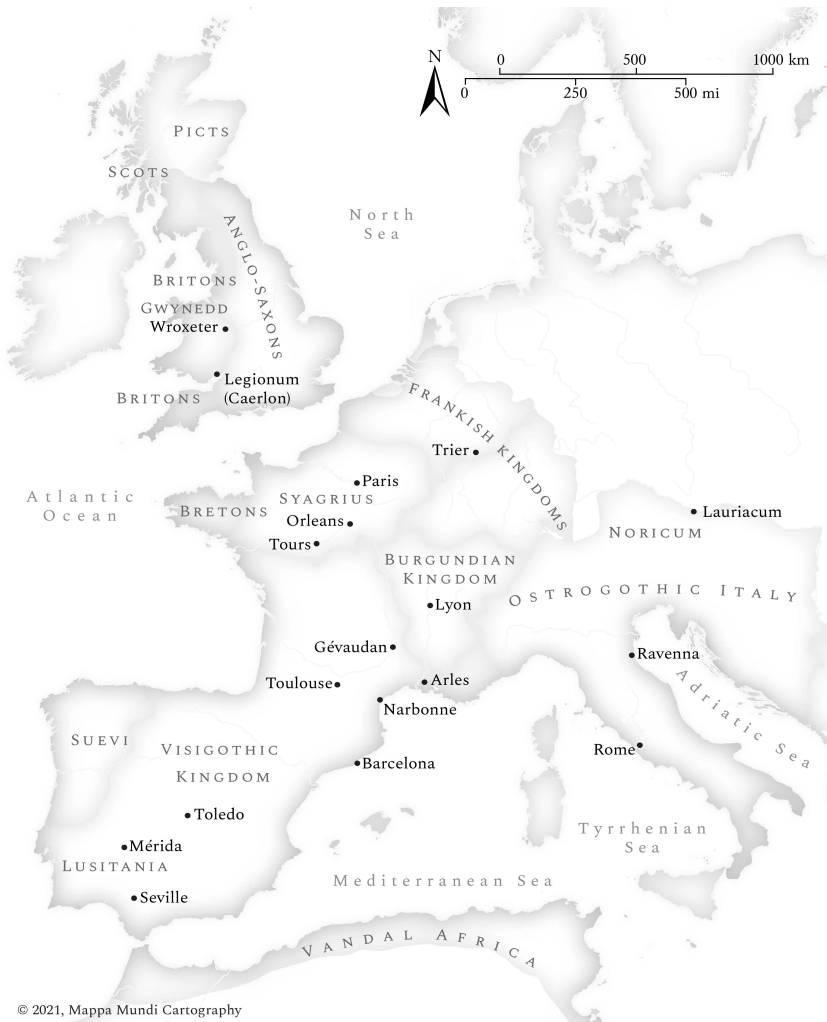 N
0 500 1000 km
0 250 500 mi
PICTS
SCOTS
North
Sea
ANGLO-SAXONS
BRITONS
GWYNEDD
Wroxeter
Legionum
(Caerlon)
BRITONS
FRANKISH KINGDOMS
Trier
Atlantic
Ocean
Paris
SYAGRIUS
BRETONS
Orleans
Tours
Lauriacum
NORICUM
BURGUNDIAN
KINGDOM
OSTROGOTHIC ITALY
Lyon
Gévaudan
Ravenna
Toulouse
Arles
Narbonne
Adriatic Sea
SUEVI
VISIGOTHIC
KINGDOM
Rome
Barcelona
Toledo
Tyrrhenian
Sea
Mérida
LUSITANIA
Mediterranean Sea
Seville
VANDAL AFRICA
© 2021, Mappa Mundi Cartography